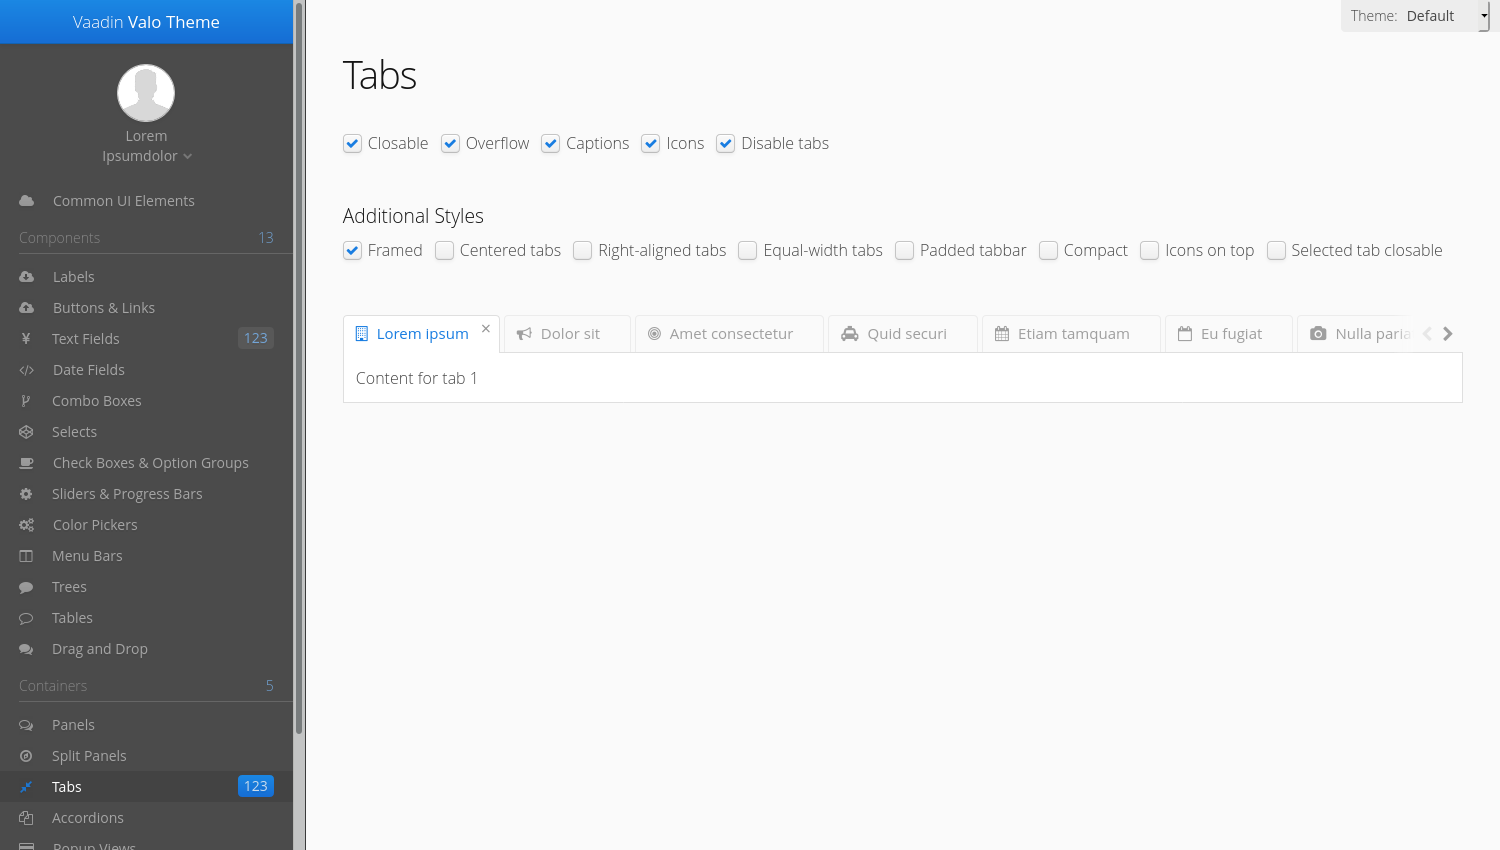 Vaadin Valo Theme
Lorem
Ipsumdolor
Common UI Elements
Components 13
Labels
Buttons & Links
Text Fields 123
Date Fields
Combo Boxes
Selects
Check Boxes & Option Groups
Sliders & Progress Bars
Color Pickers
Menu Bars
Trees
Tables
Drag and Drop
Containers 5
Panels
Split Panels
Tabs 123
Accordions
Popup Views
Theme: Default
Tabs
Closable Overflow Captions Icons Disable tabs
Additional Styles
Framed Centered tabs Right-aligned tabs Equal-width tabs Padded tabbar Compact Icons on top Selected tab closable
Lorem ipsum Dolor sit Amet consectetur Quid securi Etiam tamquam Eu fugiat Nulla paria
Content for tab 1